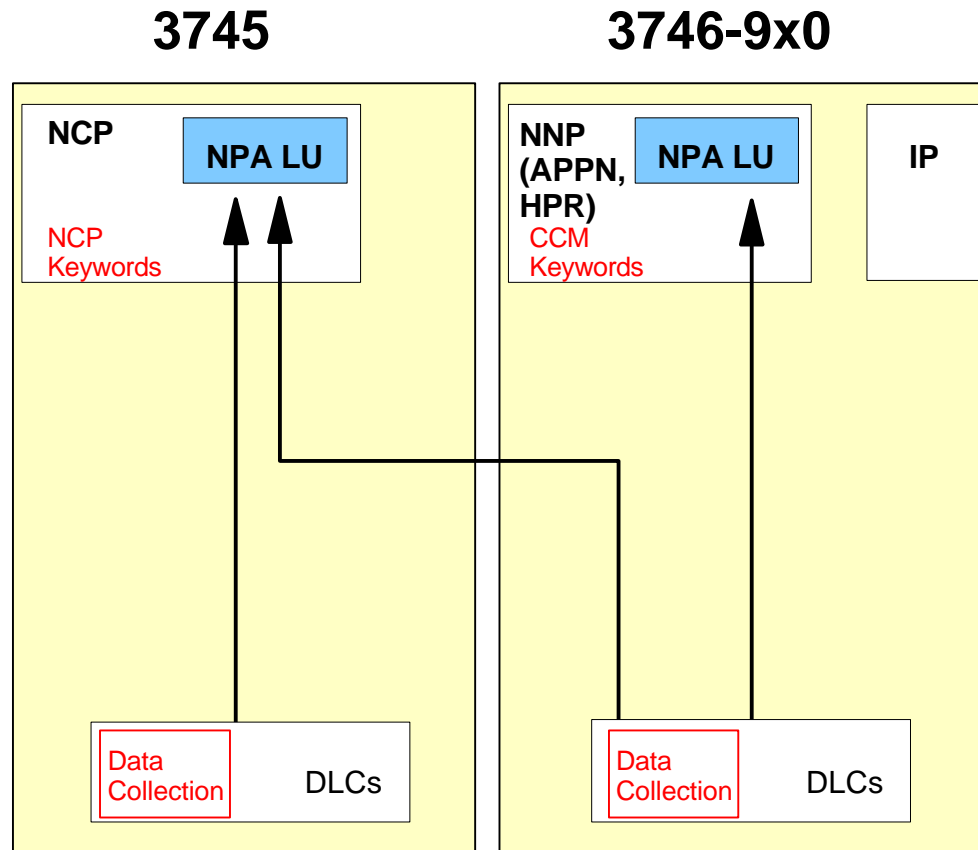 3745
3746-9x0
NCP
NPA LU
NCP
Keywords
NNP
(APPN,
HPR)
NPA LU
CCM
Keywords
IP
Data
Collection
DLCs
Data
Collection
DLCs